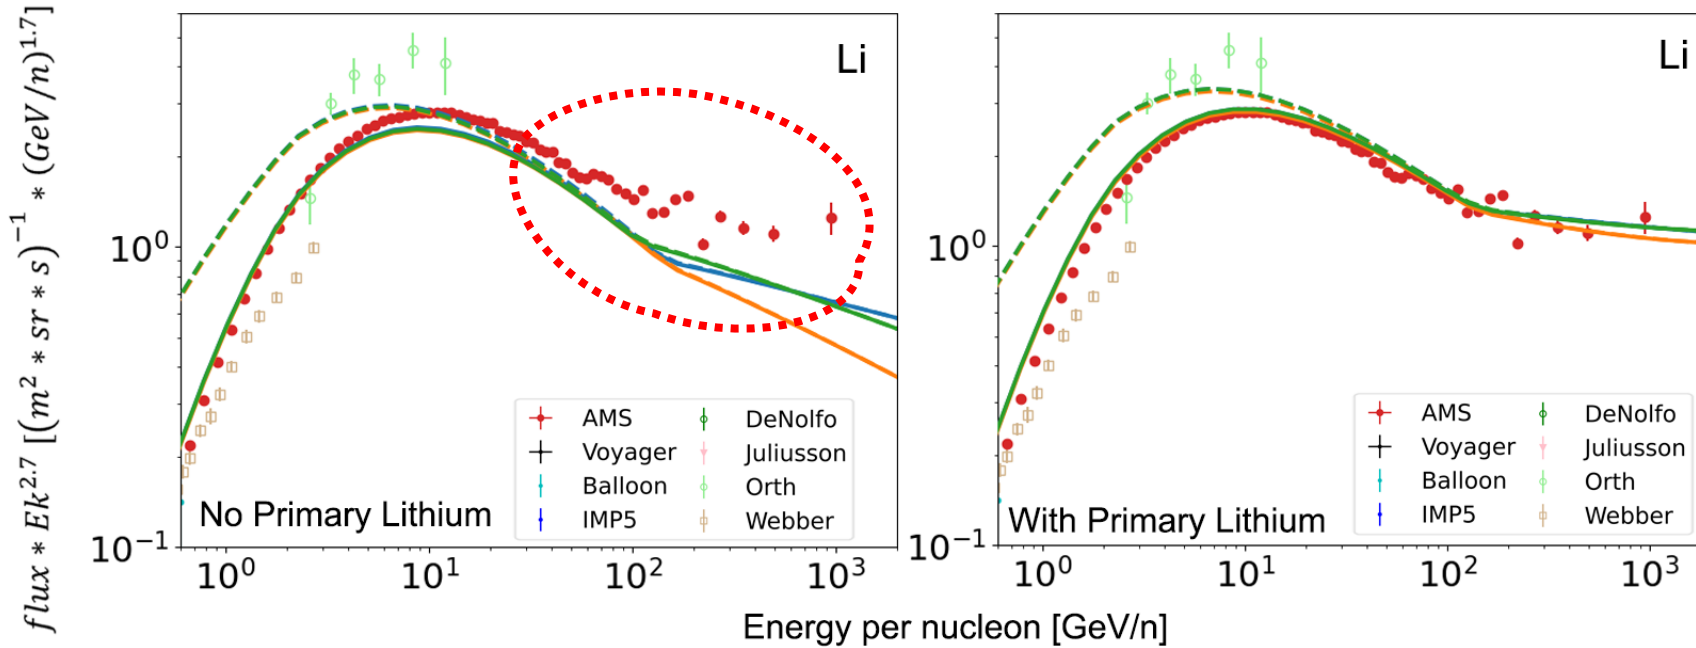 flux * Ek^2.7 [(m^2 * sr * s)^−1 * (GeV/n)^1.7]
Li
10^0
10^-1
No Primary Lithium
AMS
Voyager
Balloon
IMP5
DeNolfo
Juliusson
Orth
Webber
10^0 10^1 10^2 10^3
Li
10^0
10^-1
With Primary Lithium
AMS
Voyager
Balloon
IMP5
DeNolfo
Juliusson
Orth
Webber
10^0 10^1 10^2 10^3
Energy per nucleon [GeV/n]